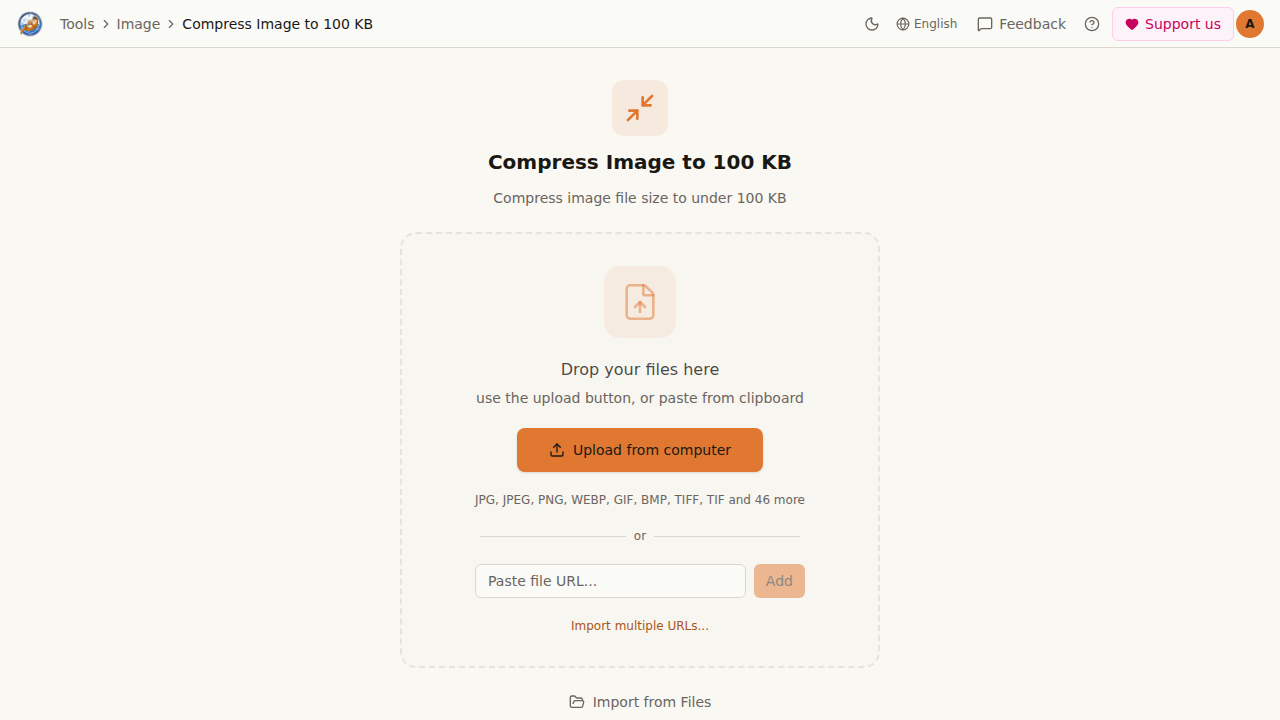 Tools > Image > Compress Image to 100 KB
English
Feedback
Support us
A
Compress Image to 100 KB
Compress image file size to under 100 KB
Drop your files here
use the upload button, or paste from clipboard
Upload from computer
JPG, JPEG, PNG, WEBP, GIF, BMP, TIFF, TIF and 46 more
or
Paste file URL...
Add
Import multiple URLs...
Import from Files